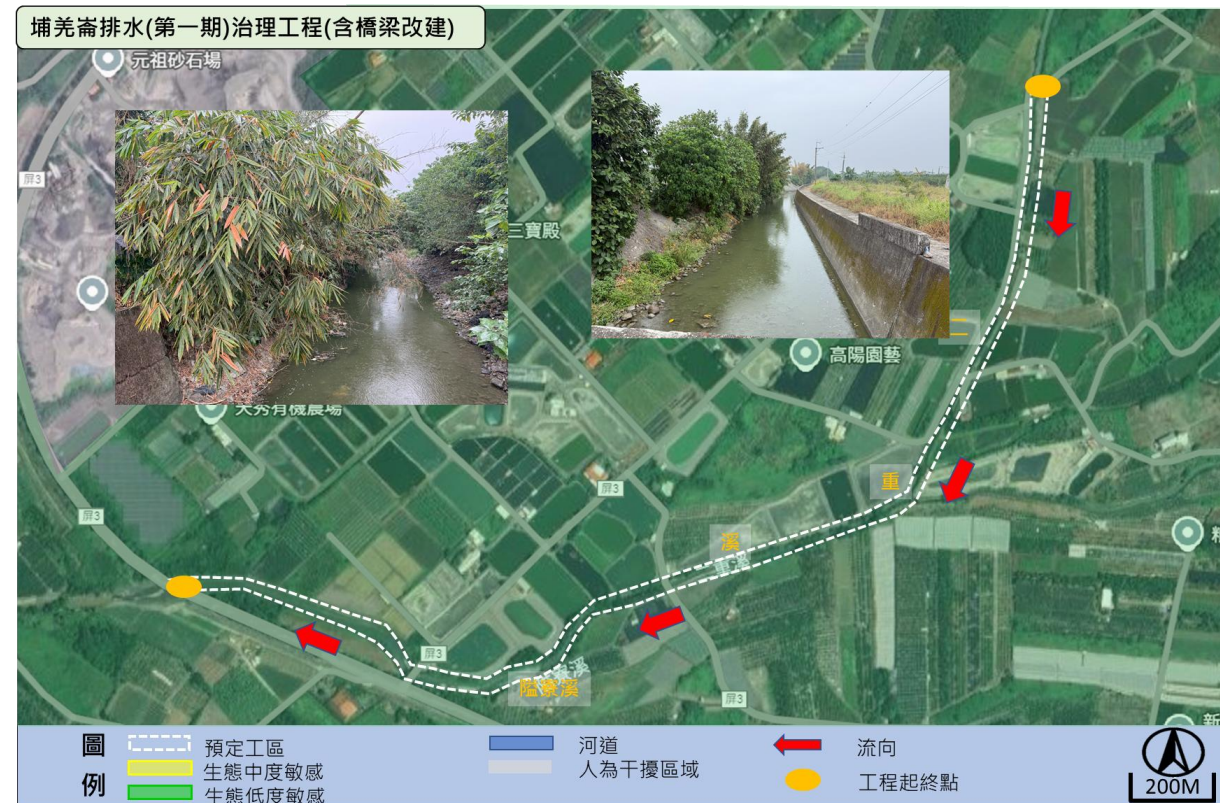 埔羌崙排水(第一期)治理工程(含橋梁改建)
元祖砂石場
屏3
三寶殿
高陽園藝
天秀有機農場
二
重
屏3
屏3
溪
屏3
隘寮溪
屏3
新
圖例
預定工區
生態中度敏感
生態低度敏感
河道
人為干擾區域
流向
工程起終點
200M